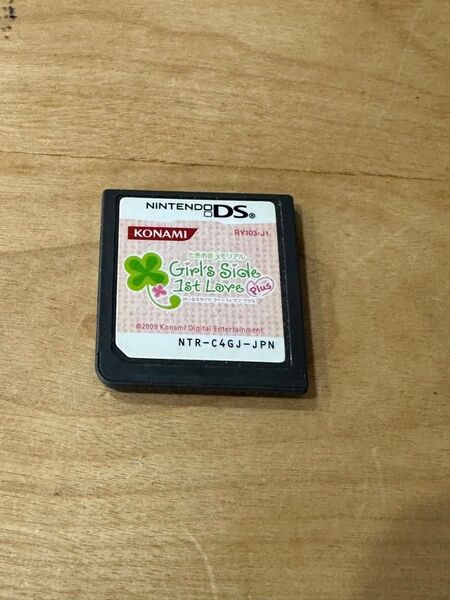 NINTENDO DS®
KONAMI RY103-J1
ときめきメモリアル
Girl's Side
1st Love Plus
ガールズサイド ファーストラブ プラス
©2009 Konami Digital Entertainment
NTR-C4GJ-JPN